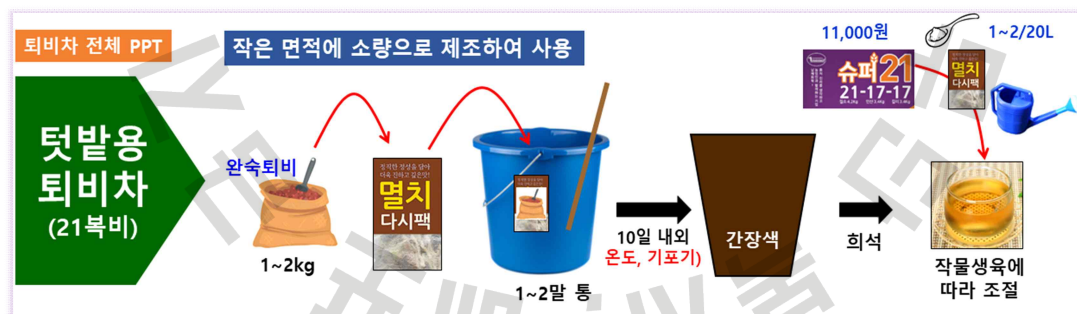 퇴비차 전체 PPT
작은 면적에 소량으로 제조하여 사용
11,000원
1~2/20L
슈퍼21
21-17-17
멸치
다시팩
텃밭용
퇴비차
(21복비)
완숙퇴비
1~2kg
멸치
다시팩
1~2말 통
10일 내외
온도, 기포기)
간장색
희석
작물생육에
따라 조절